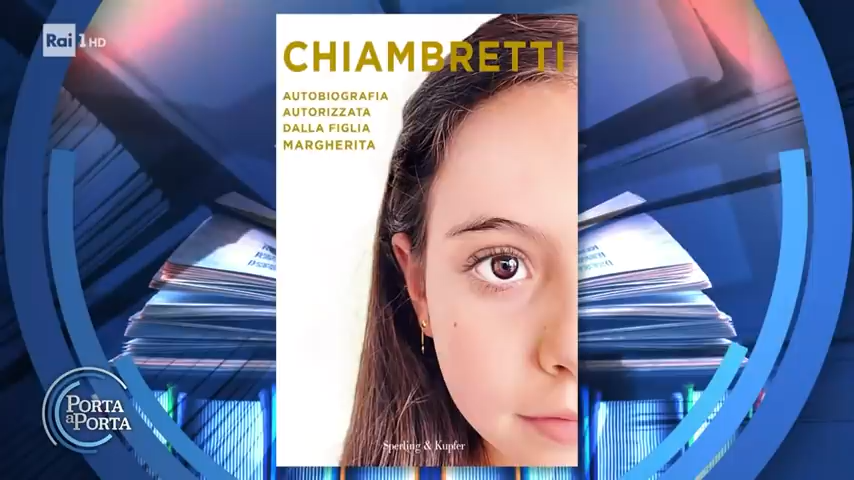 Rai 1 HD
CHIAMBRETTI
AUTOBIOGRAFIA
AUTORIZZATA
DALLA FIGLIA
MARGHERITA
Sperling & Kupfer
PORTA
a PORTA